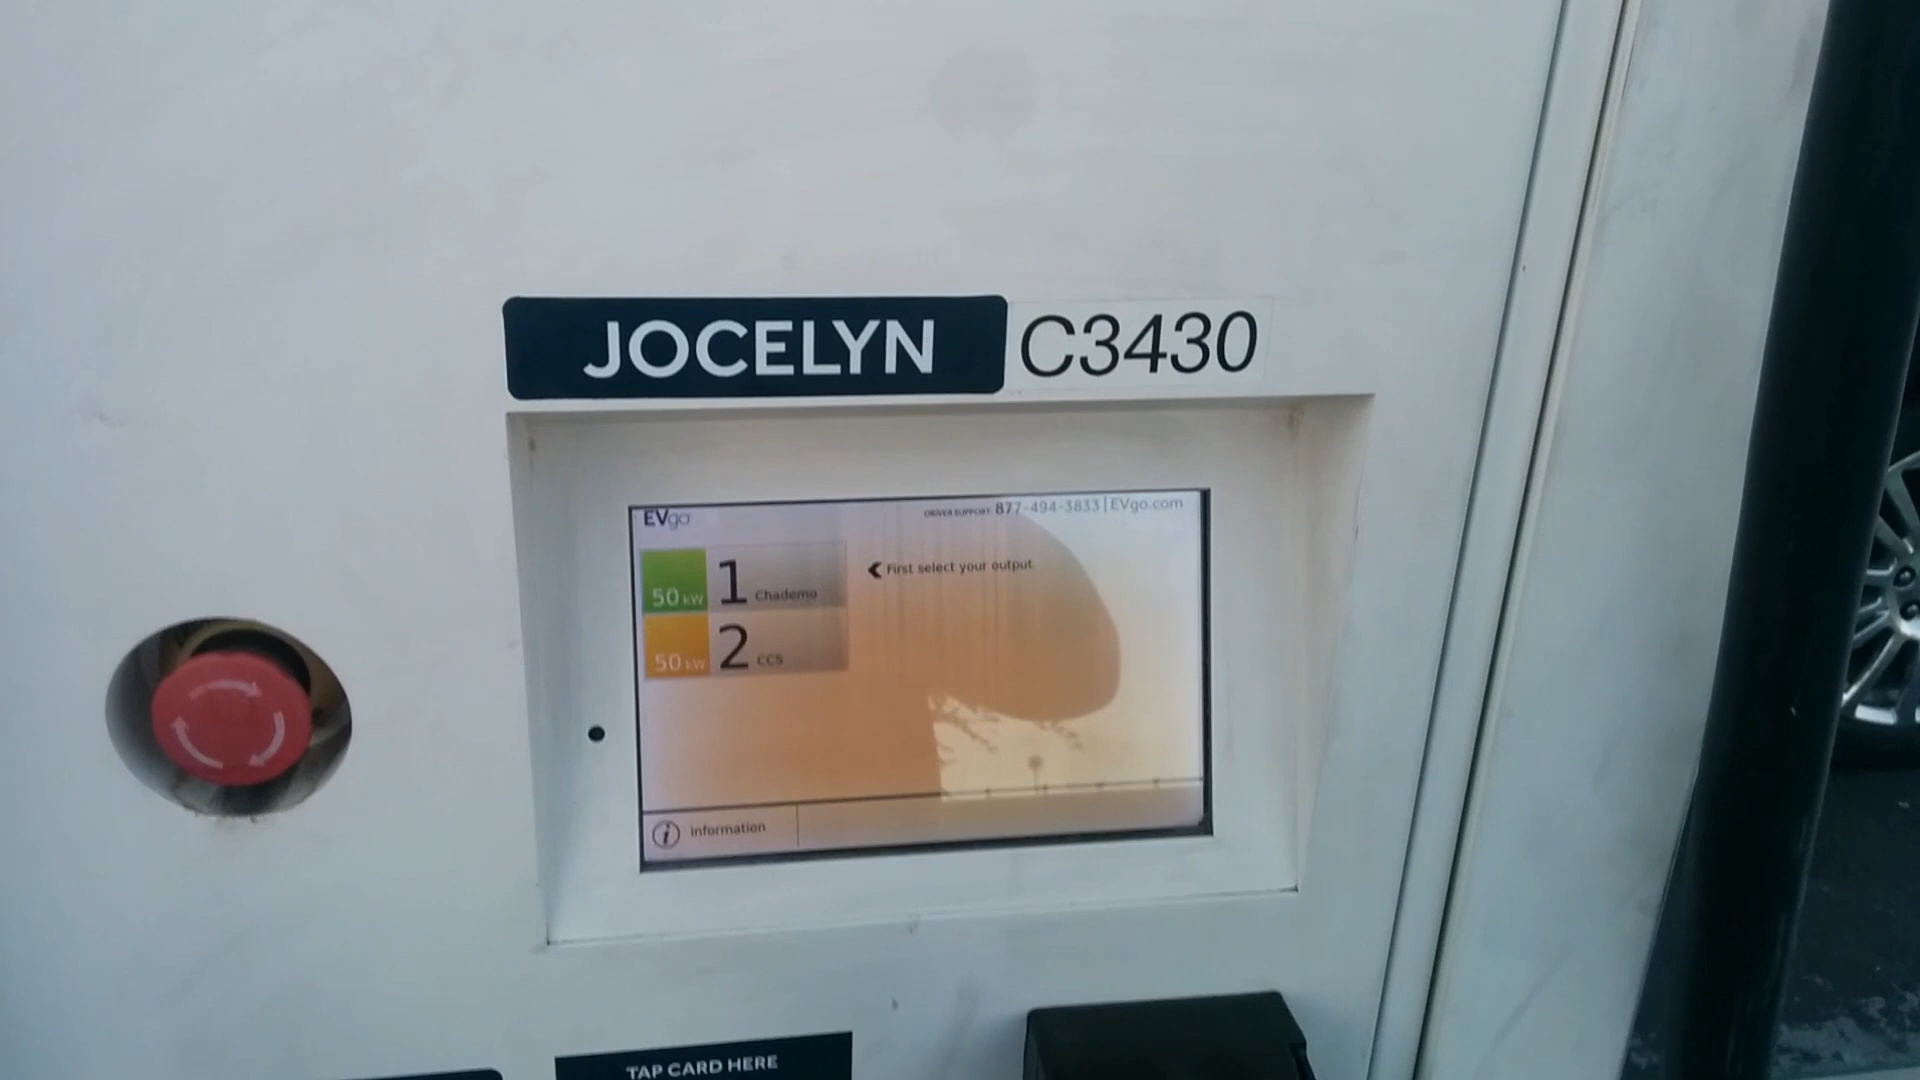 JOCELYN C3430
EVgo DRIVER SUPPORT: 877-494-3833 | EVgo.com
50 kW 1 Chademo
First select your output.
50 kW 2 CCS
i Information
TAP CARD HERE